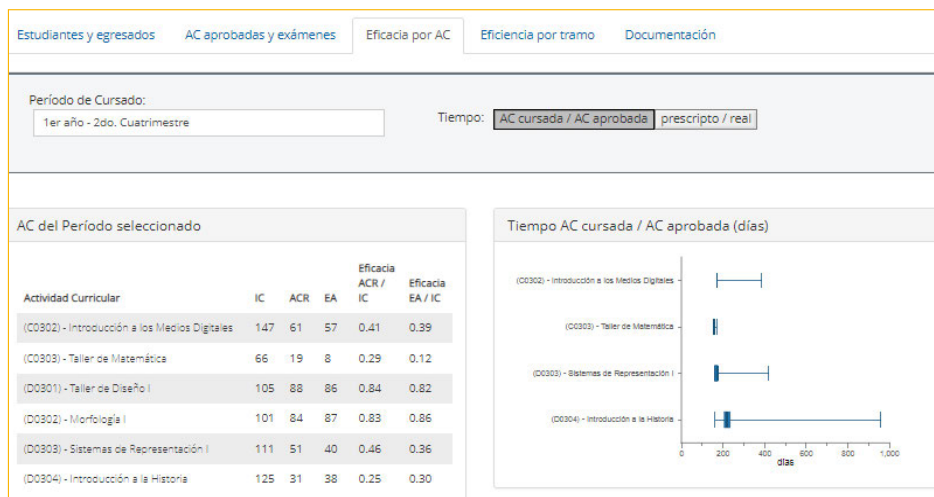 Estudiantes y egresados AC aprobadas y exámenes Eficacia por AC Eficiencia por tramo Documentación
Período de Cursado:
1er año - 2do. Cuatrimestre
Tiempo: AC cursada / AC aprobada prescripto / real
AC del Período seleccionado
Actividad Curricular IC ACR EA Eficacia ACR / IC Eficacia EA / IC
(C0302) - Introducción a los Medios Digitales 147 61 57 0.41 0.39
(C0303) - Taller de Matemática 66 19 8 0.29 0.12
(D0301) - Taller de Diseño I 105 88 86 0.84 0.82
(D0302) - Morfología I 101 84 87 0.83 0.86
(D0303) - Sistemas de Representación I 111 51 40 0.46 0.36
(D0304) - Introducción a la Historia 125 31 38 0.25 0.30
Tiempo AC cursada / AC aprobada (días)
(C0302) - Introducción a los Medios Digitales
(C0303) - Taller de Matemática
(D0303) - Sistemas de Representación I
(D0304) - Introducción a la Historia
0 200 400 600 800 1,000
días